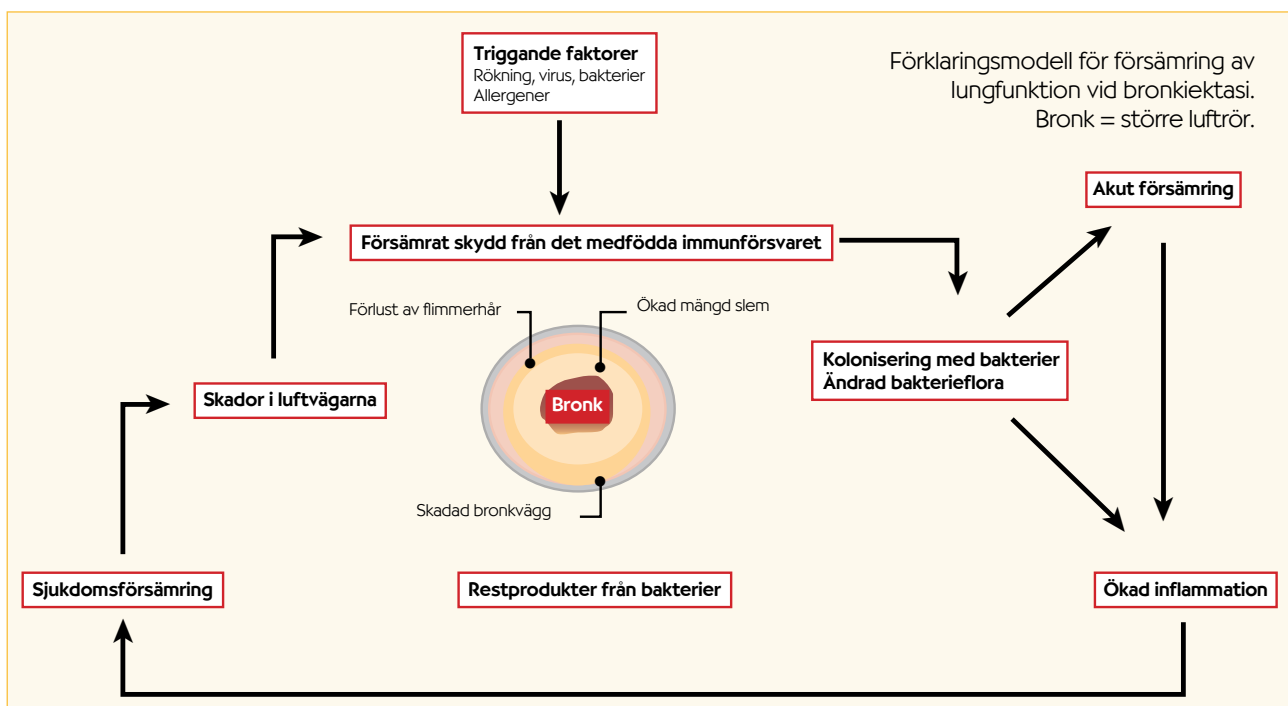 Triggande faktorer
Rökning, virus, bakterier
Allergener
Förklaringsmodell för försämring av
lungfunktion vid bronkiektasi.
Bronk = större luftrör.
Akut försämring
Försämrat skydd från det medfödda immunförsvaret
Förlust av flimmerhår
Ökad mängd slem
Kolonisering med bakterier
Ändrad bakterieflora
Skador i luftvägarna
Bronk
Skadad bronkvägg
Sjukdomsförsämring
Restprodukter från bakterier
Ökad inflammation